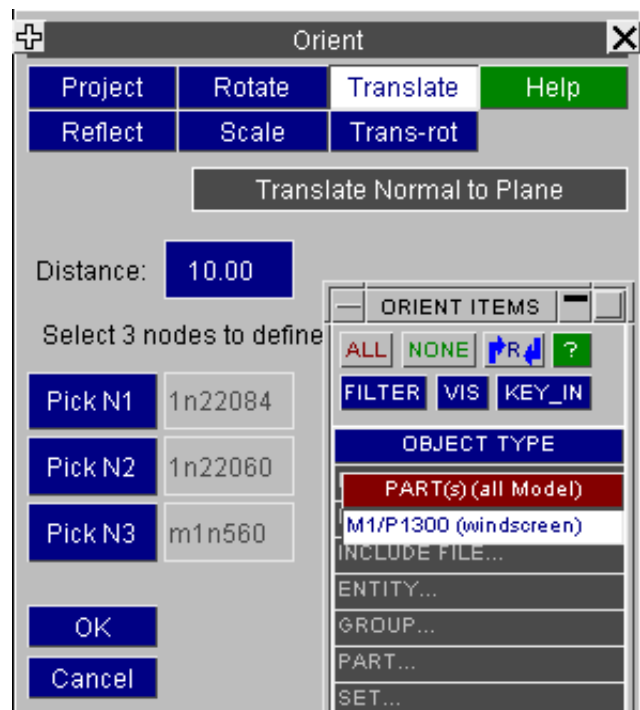 Orient
Project Rotate Translate Help
Reflect Scale Trans-rot
Translate Normal to Plane
Distance: 10.00
Select 3 nodes to define
Pick N1 1n22084
Pick N2 1n22060
Pick N3 m1n560
OK
Cancel
ORIENT ITEMS
ALL NONE R ?
FILTER VIS KEY_IN
OBJECT TYPE
PART(s) (all Model)
M1/P1300 (windscreen)
INCLUDE FILE...
ENTITY...
GROUP...
PART...
SET...